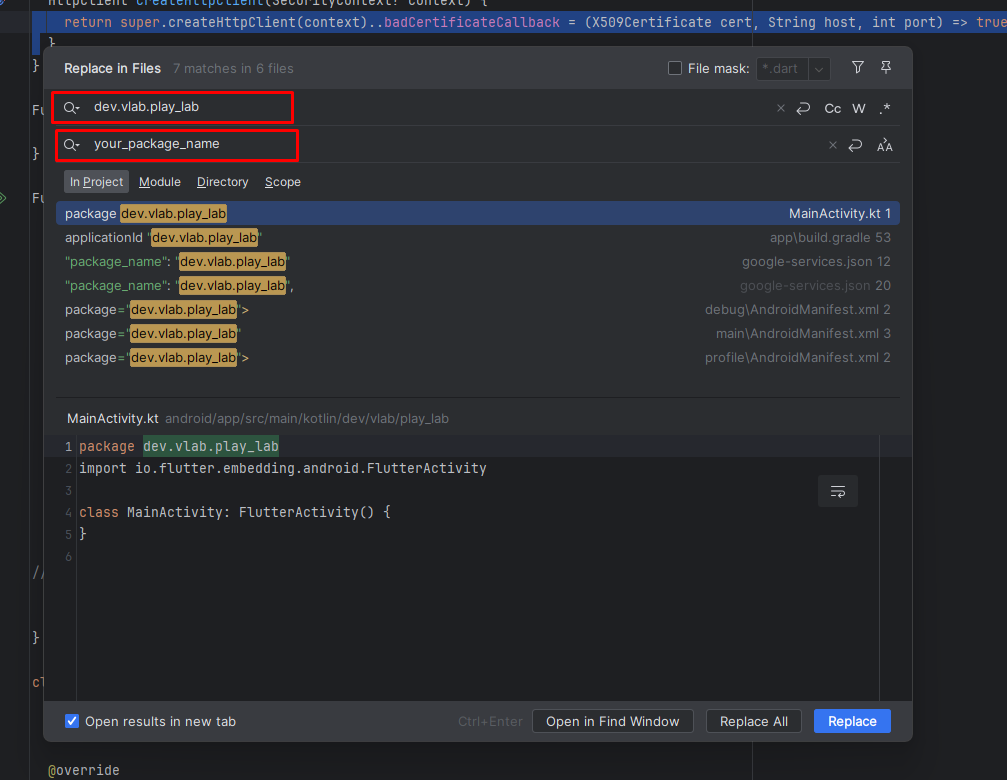 HttpClient createHttpClient(SecurityContext? context) {
return super.createHttpClient(context)..badCertificateCallback = (X509Certificate cert, String host, int port) => true
}
}
Replace in Files 7 matches in 6 files File mask: *.dart
Fu
dev.vlab.play_lab Cc W .*
}
your_package_name
In Project Module Directory Scope
Fu
package dev.vlab.play_lab MainActivity.kt 1
applicationId "dev.vlab.play_lab" app\build.gradle 53
"package_name": "dev.vlab.play_lab" google-services.json 12
"package_name": "dev.vlab.play_lab", google-services.json 20
package="dev.vlab.play_lab"> debug\AndroidManifest.xml 2
package="dev.vlab.play_lab" main\AndroidManifest.xml 3
package="dev.vlab.play_lab"> profile\AndroidManifest.xml 2
MainActivity.kt android/app/src/main/kotlin/dev/vlab/play_lab
1 package dev.vlab.play_lab
2 import io.flutter.embedding.android.FlutterActivity
3
4 class MainActivity: FlutterActivity() {
5 }
6
//
}
cl
Open results in new tab Ctrl+Enter Open in Find Window Replace All Replace
@override